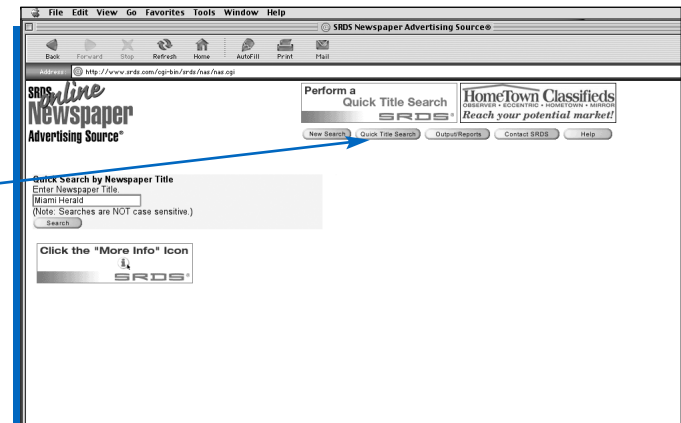 File Edit View Go Favorites Tools Window Help
SRDS Newspaper Advertising Source®
Back Forward Stop Refresh Home AutoFill Print Mail
Address: http://www.srds.com/cgi-bin/srds/nas/nas.cgi
SRDS online
Newspaper
Advertising Source®
Perform a
Quick Title Search
SRDS®
HomeTown Classifieds
OBSERVER • ECCENTRIC • HOMETOWN • MIRROR
Reach your potential market!
New Search Quick Title Search Output/Reports Contact SRDS Help
Quick Search by Newspaper Title
Enter Newspaper Title.
Miami Herald
(Note: Searches are NOT case sensitive.)
Search
Click the "More Info" Icon
i
SRDS®